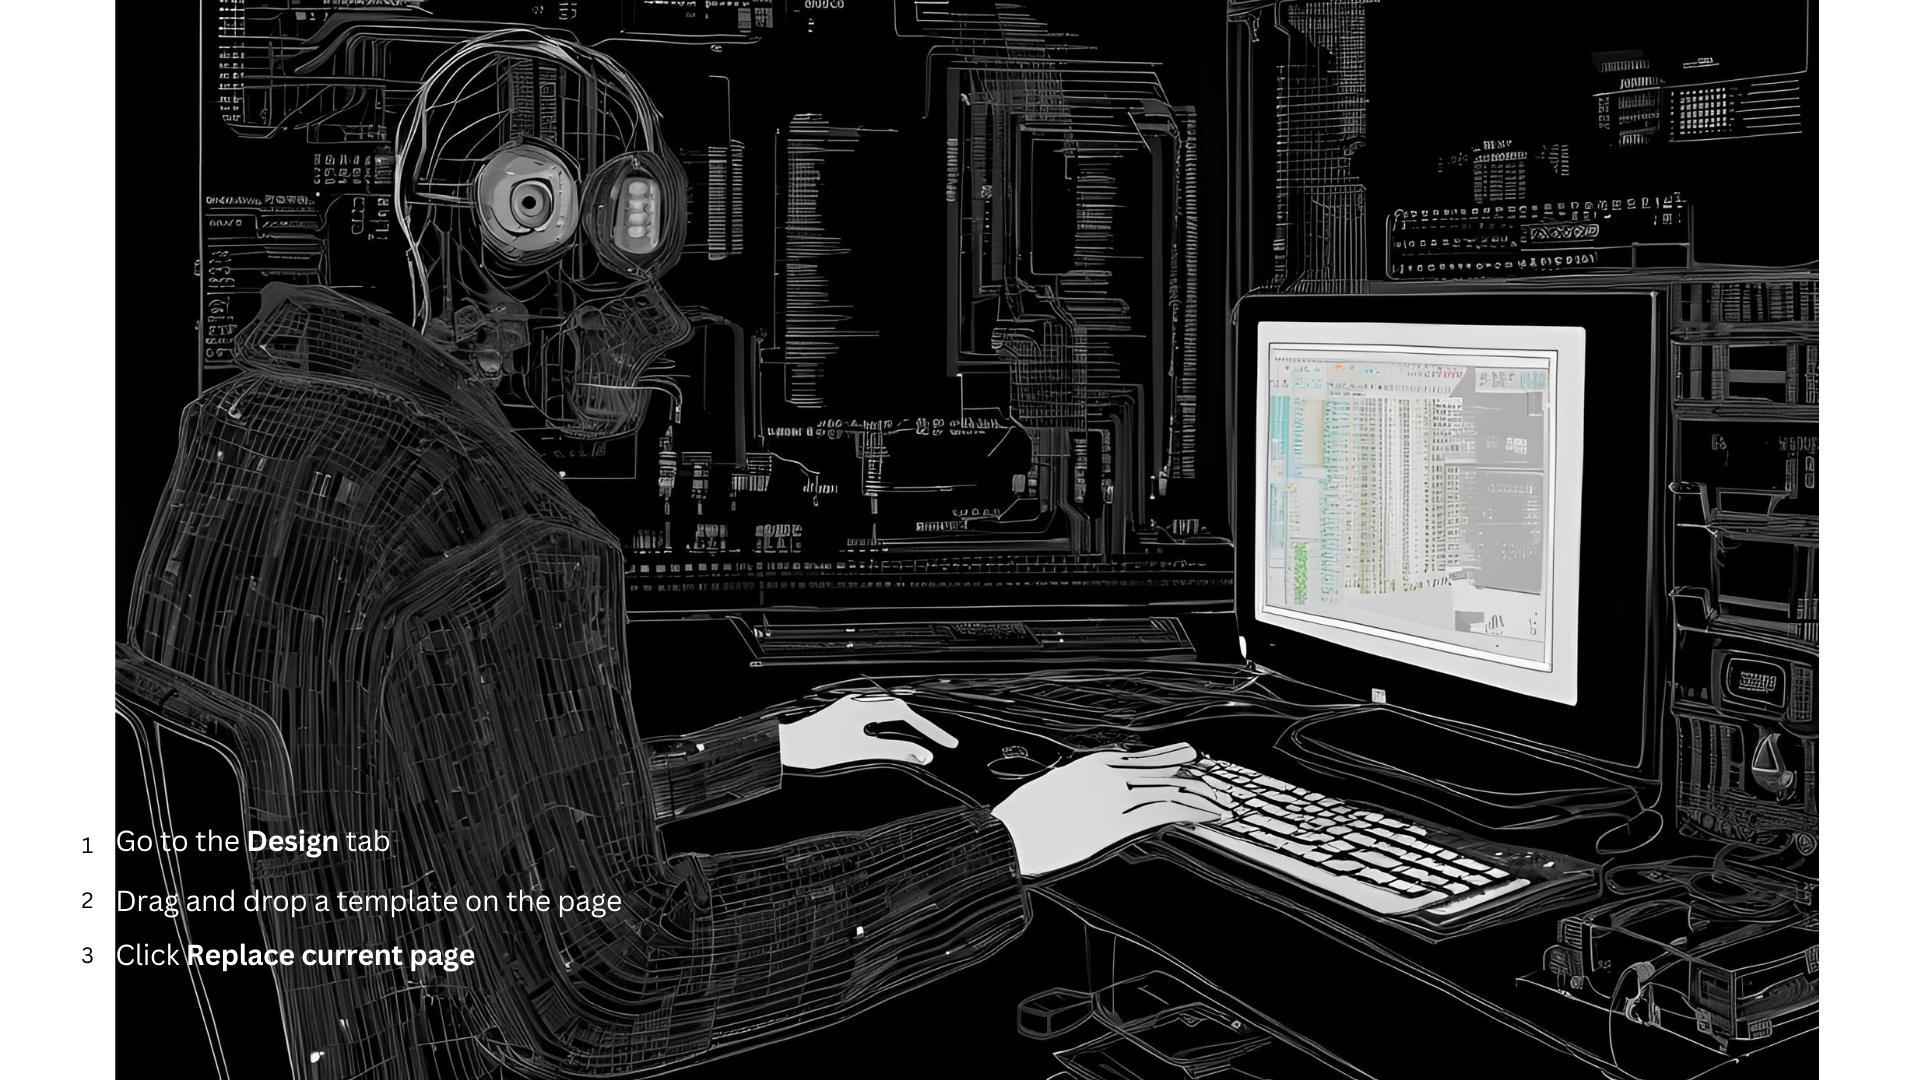 1 Go to the Design tab
2 Drag and drop a template on the page
3 Click Replace current page